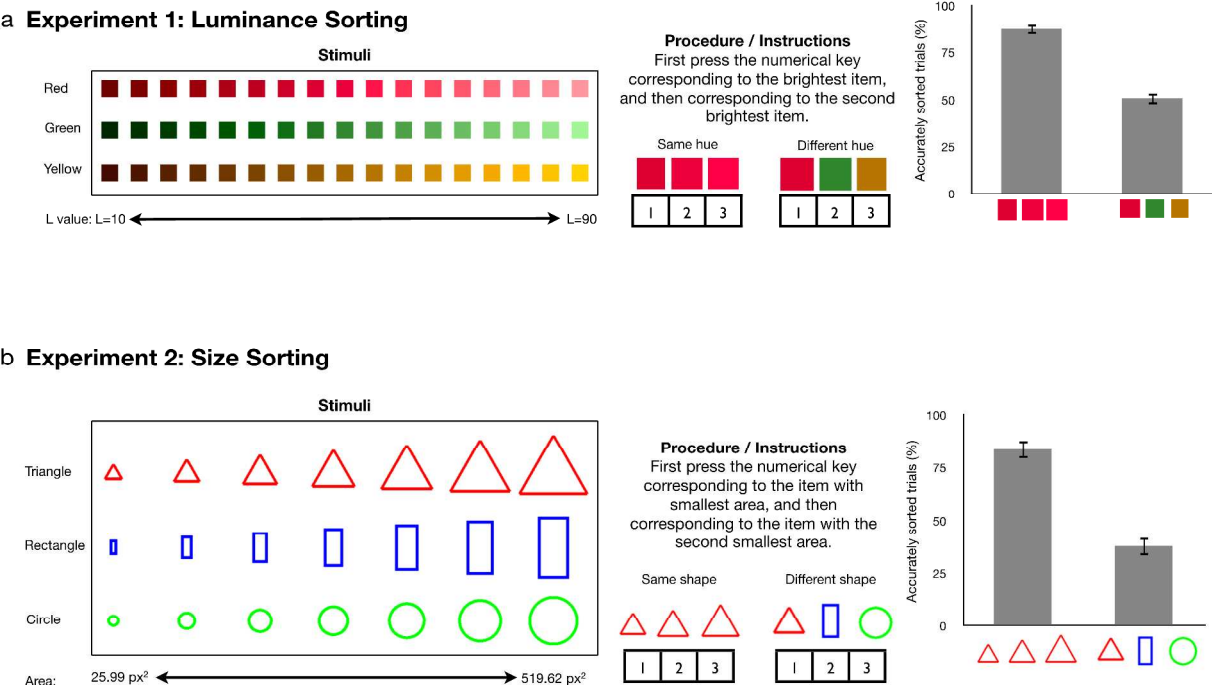 a Experiment 1: Luminance Sorting
Stimuli
Red
Green
Yellow
L value: L=10
L=90
Procedure / Instructions
First press the numerical key
corresponding to the brightest item,
and then corresponding to the second
brightest item.
Same hue
Different hue
1 2 3
1 2 3
Accurately sorted trials (%)
100
75
50
25
0
b Experiment 2: Size Sorting
Stimuli
Triangle
Rectangle
Circle
Area:
25.99 px²
519.62 px²
Procedure / Instructions
First press the numerical key
corresponding to the item with
smallest area, and then
corresponding to the item with the
second smallest area.
Same shape
Different shape
1 2 3
1 2 3
Accurately sorted trials (%)
100
75
50
25
0